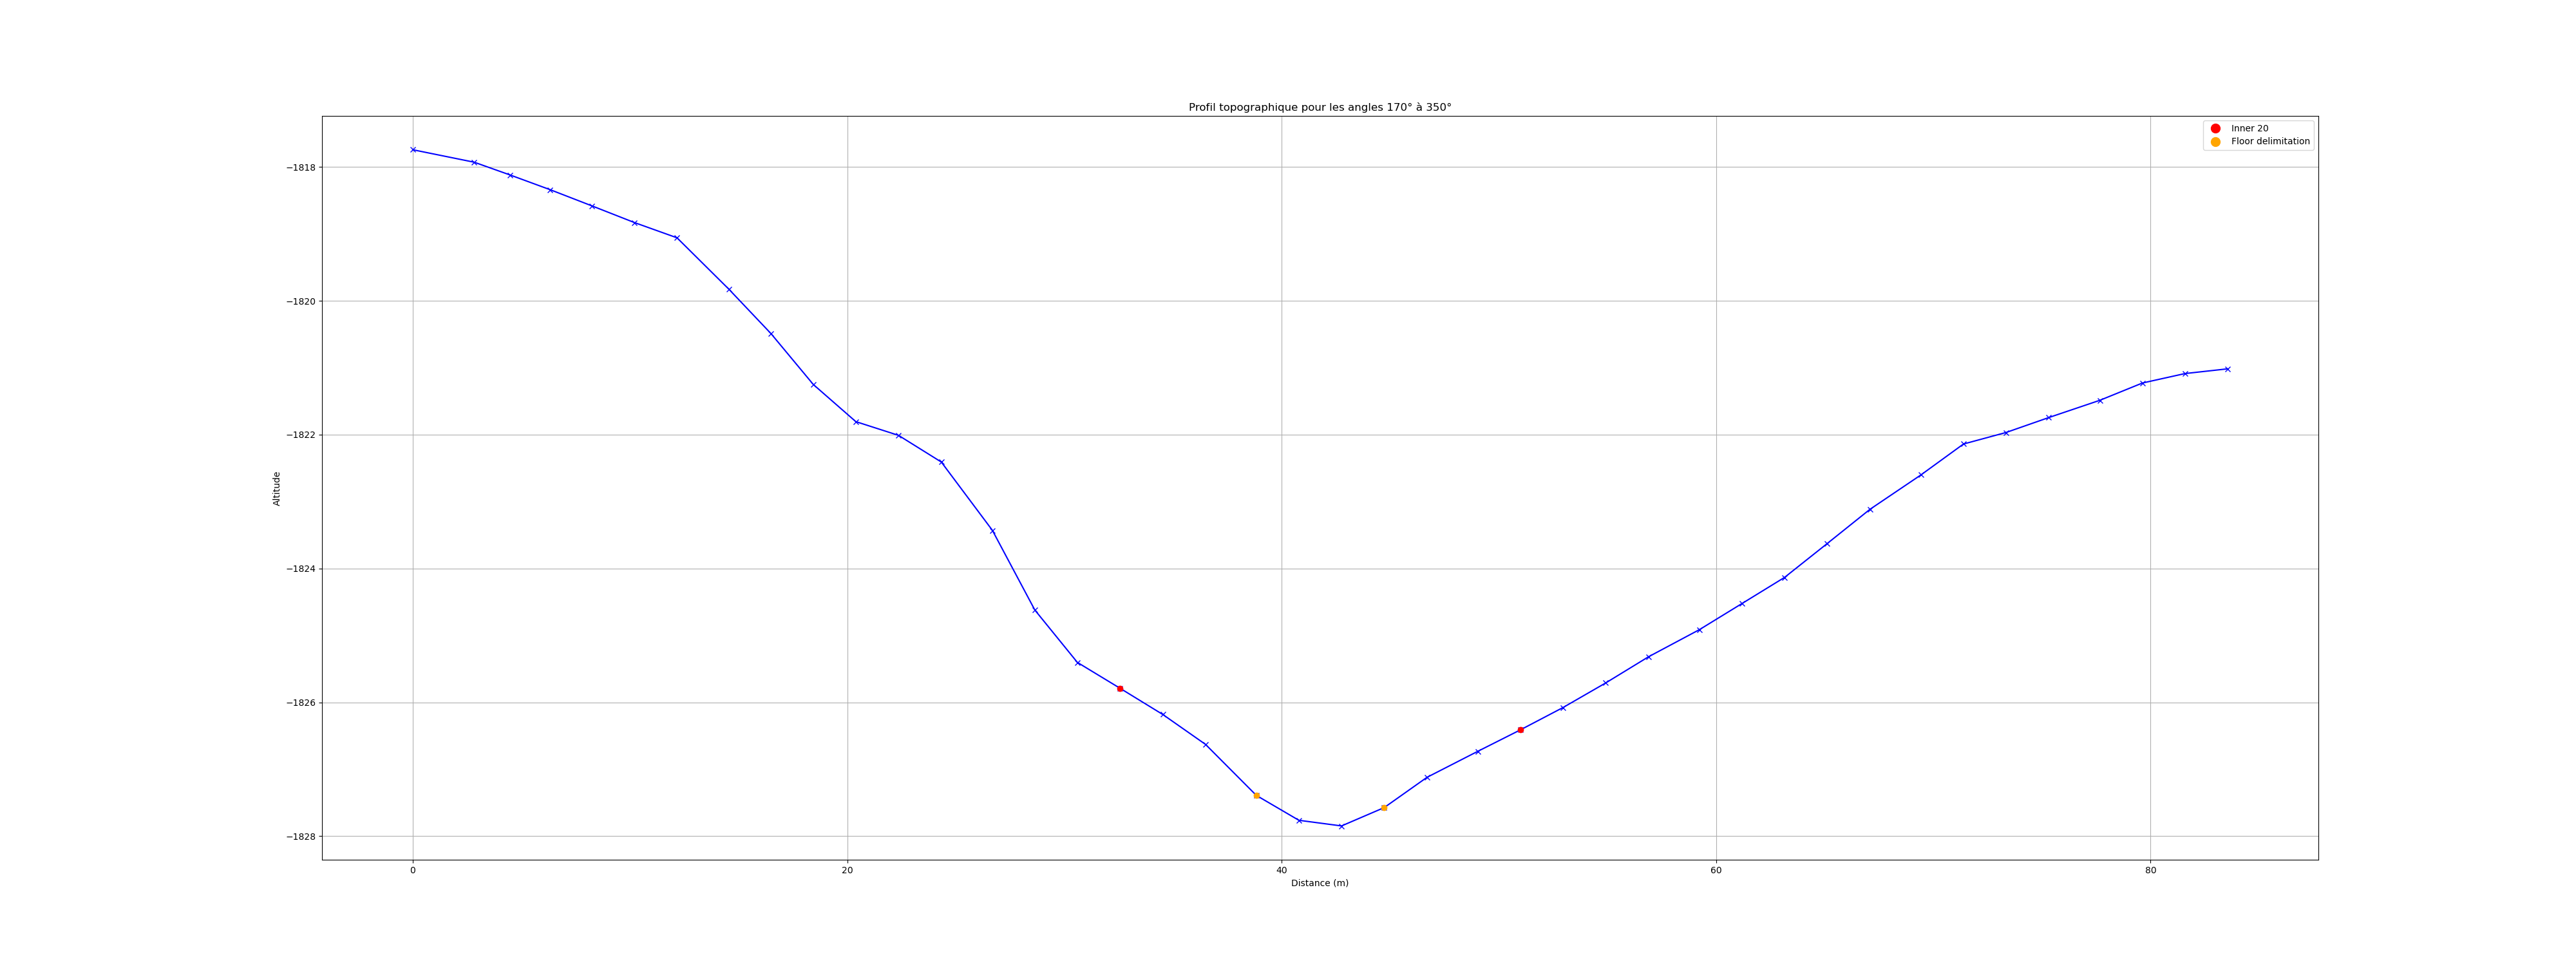 Profil topographique pour les angles 170° à 350°
Inner 20
Floor delimitation
−1818
−1820
−1822
−1824
−1826
−1828
Altitude
0
20
40
60
80
Distance (m)